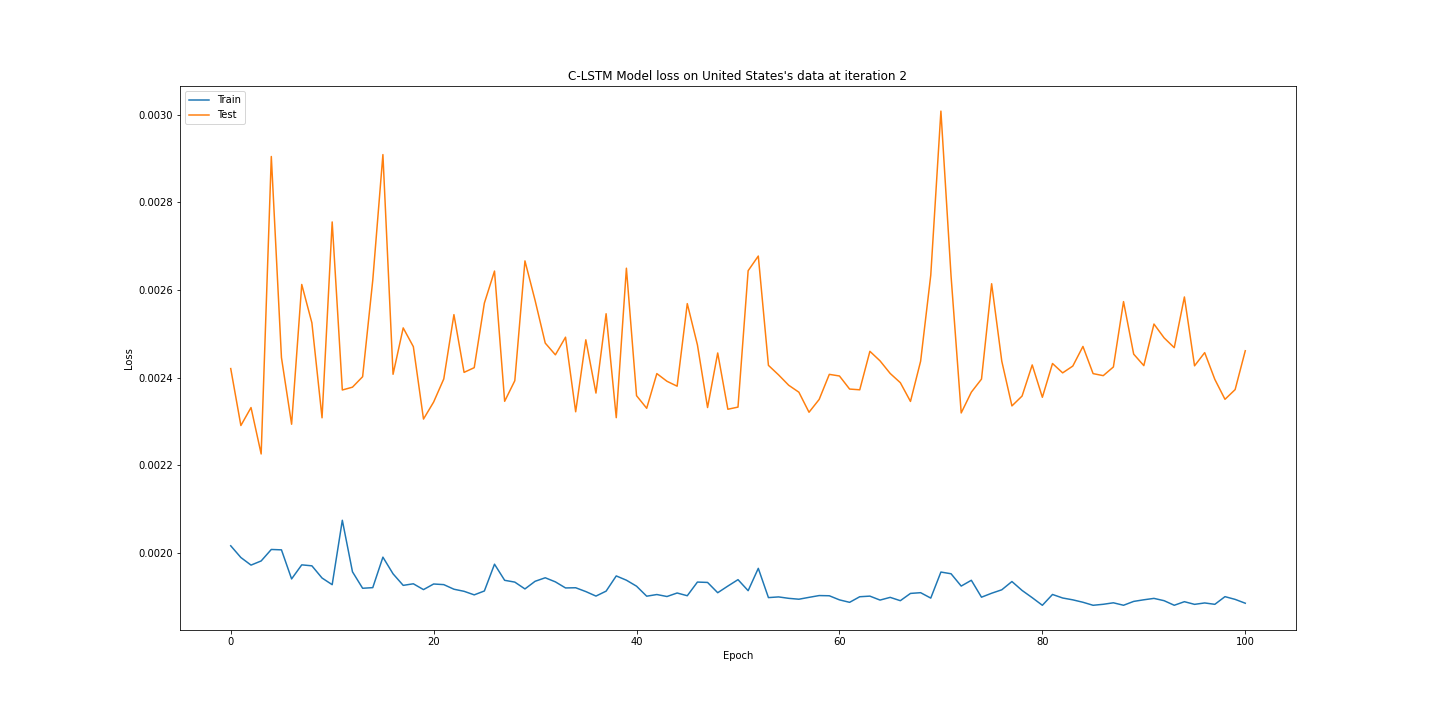 C-LSTM Model loss on United States's data at iteration 2
Train
Test
0.0030
0.0028
0.0026
0.0024
0.0022
0.0020
Loss
0 20 40 60 80 100
Epoch